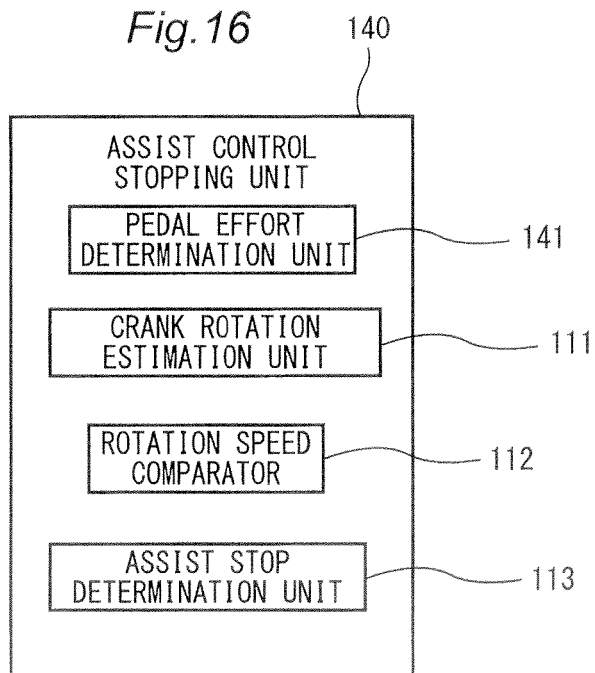 Fig.16
140
ASSIST CONTROL
STOPPING UNIT
PEDAL EFFORT
DETERMINATION UNIT
141
CRANK ROTATION
ESTIMATION UNIT
111
ROTATION SPEED
COMPARATOR
112
ASSIST STOP
DETERMINATION UNIT
113